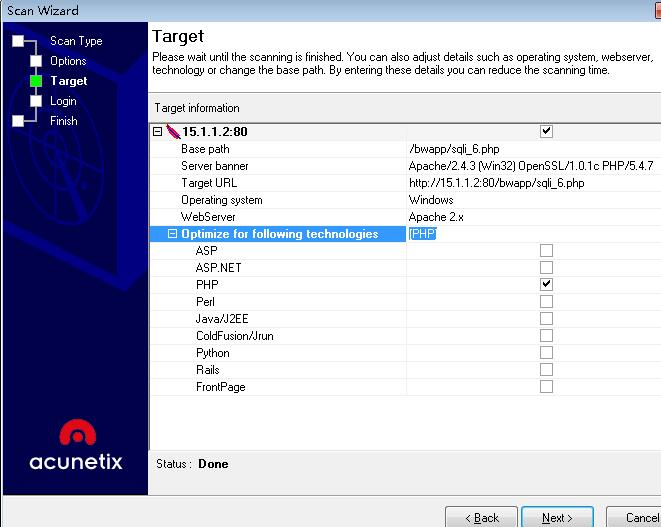 Scan Wizard
Scan Type
Options
Target
Login
Finish
Target
Please wait until the scanning is finished. You can also adjust details such as operating system, webserver,
technology or change the base path. By entering these details you can reduce the scanning time.
Target information
15.1.1.2:80
Base path /bwapp/sqli_6.php
Server banner Apache/2.4.3 (Win32) OpenSSL/1.0.1c PHP/5.4.7
Target URL http://15.1.1.2:80/bwapp/sqli_6.php
Operating system Windows
WebServer Apache 2.x
Optimize for following technologies [PHP]
ASP
ASP.NET
PHP
Perl
Java/J2EE
ColdFusion/Jrun
Python
Rails
FrontPage
acunetix
Status : Done
< Back Next > Cancel